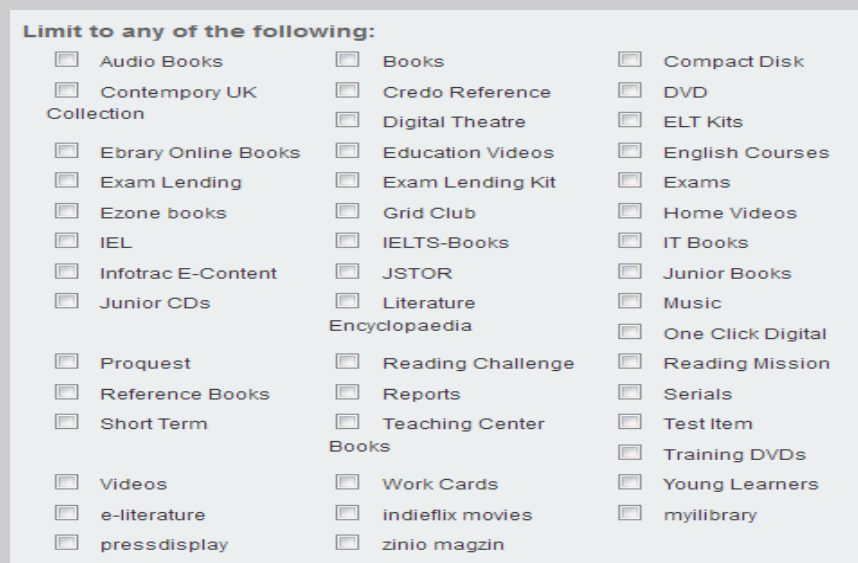 Limit to any of the following:
Audio Books Books Compact Disk
Contempory UK Credo Reference DVD
Collection
Digital Theatre ELT Kits
Ebrary Online Books Education Videos English Courses
Exam Lending Exam Lending Kit Exams
Ezone books Grid Club Home Videos
IEL IELTS-Books IT Books
Infotrac E-Content JSTOR Junior Books
Junior CDs Literature Music
Encyclopaedia
One Click Digital
Proquest Reading Challenge Reading Mission
Reference Books Reports Serials
Short Term Teaching Center Test Item
Books
Training DVDs
Videos Work Cards Young Learners
e-literature indieflix movies myilibrary
pressdisplay zinio magzin